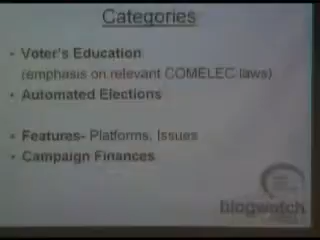 Categories
• Voter's Education
(emphasis on relevant COMELEC laws)
• Automated Elections
• Features- Platforms, Issues
• Campaign Finances
blogwatch